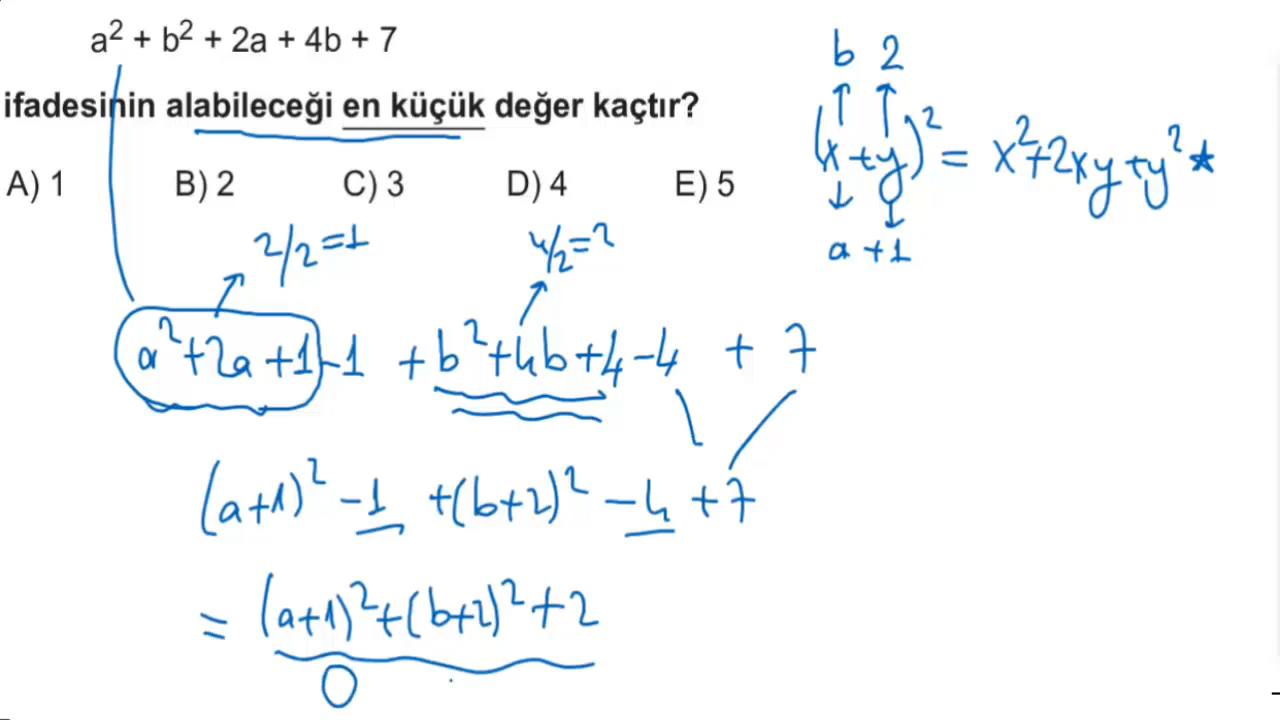 a² + b² + 2a + 4b + 7
ifadesinin alabileceği en küçük değer kaçtır?
A) 1 B) 2 C) 3 D) 4 E) 5
b 2
(x+y)² = x²+2xy+y² ★
a +1
2/2=1 4/2=2
a²+2a+1-1 +b²+4b+4-4 + 7
(a+1)² -1 +(b+2)² -4 +7
= (a+1)²+(b+2)²+2
0